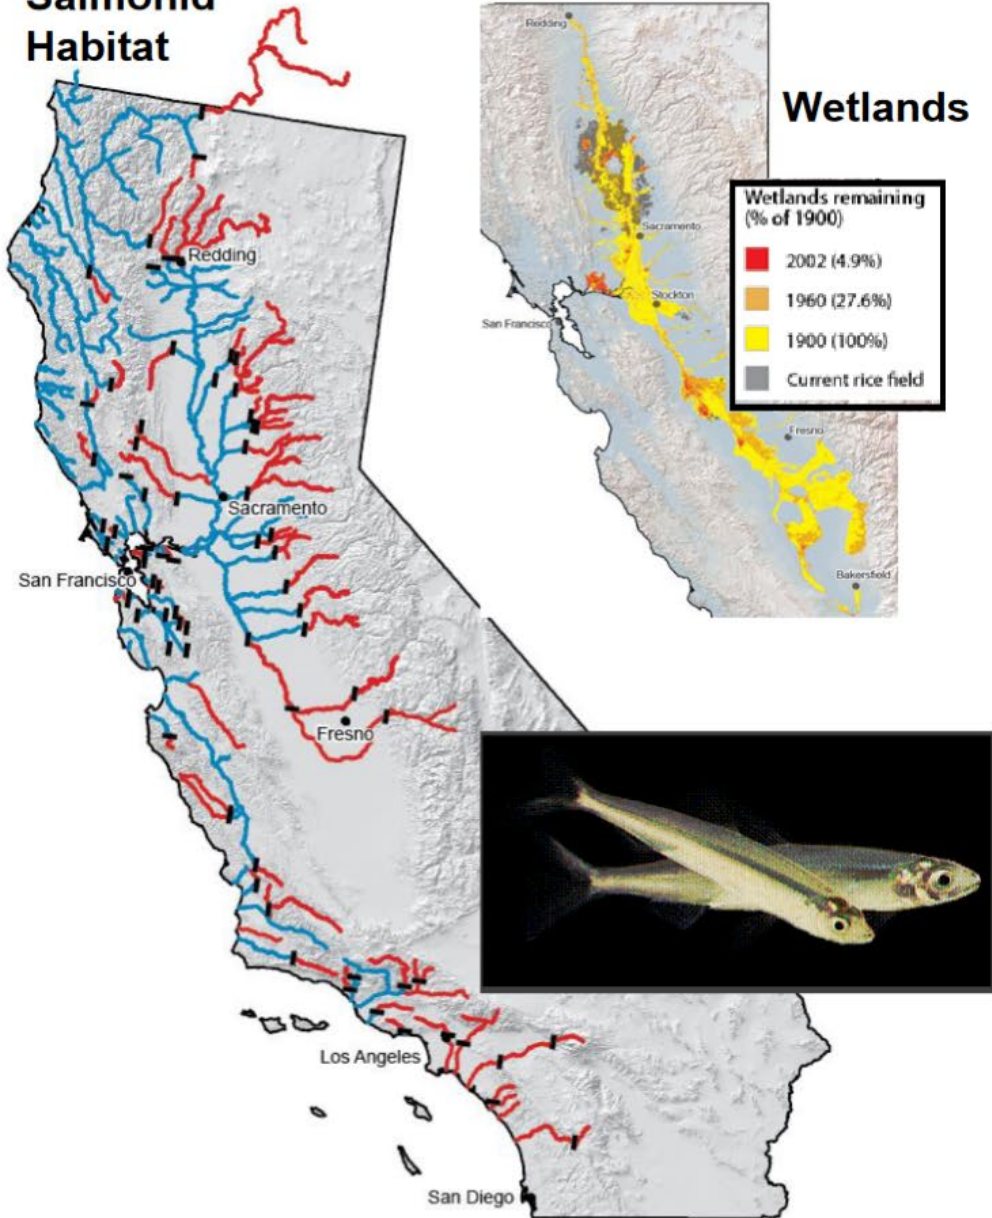 Salmonid
Habitat
Redding
Sacramento
San Francisco
Fresno
Los Angeles
San Diego
Wetlands
Redding
Sacramento
Stockton
San Francisco
Fresno
Bakersfield
Wetlands remaining
(% of 1900)
2002 (4.9%)
1960 (27.6%)
1900 (100%)
Current rice field